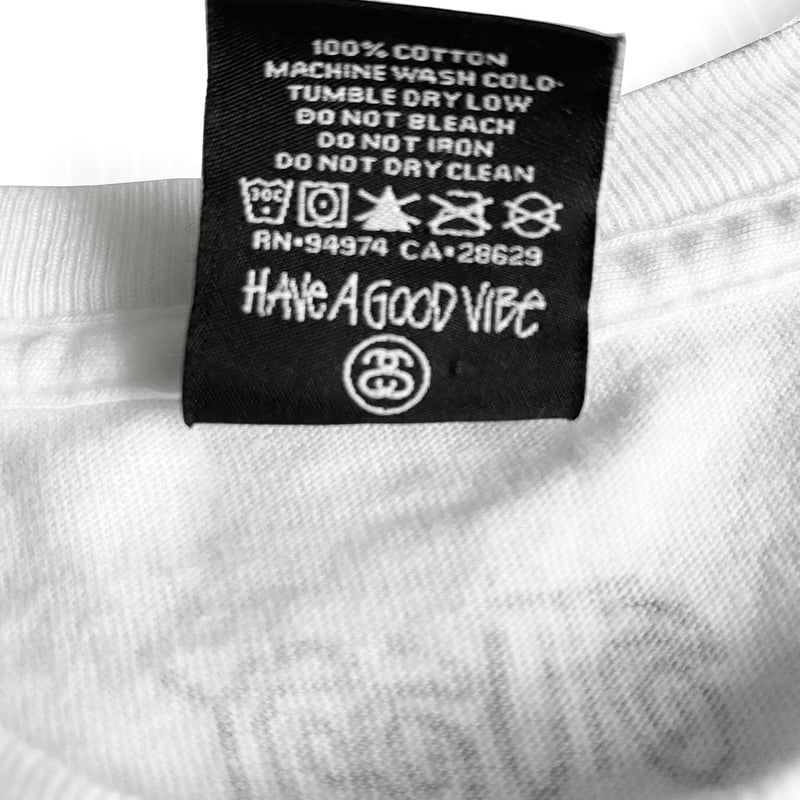 100% COTTON
MACHINE WASH COLD-
TUMBLE DRY LOW
DO NOT BLEACH
DO NOT IRON
DO NOT DRY CLEAN
30C
RN•94974 CA•28629
HAVE A GOOD VIBE